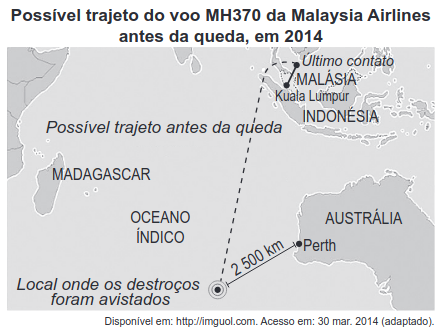 Possível trajeto do voo MH370 da Malaysia Airlines
antes da queda, em 2014
Último contato
MALÁSIA
Kuala Lumpur
INDONÉSIA
Possível trajeto antes da queda
MADAGASCAR
AUSTRÁLIA
OCEANO
ÍNDICO
Perth
2 500 km
Local onde os destroços
foram avistados
Disponível em: http://imguol.com. Acesso em: 30 mar. 2014 (adaptado).